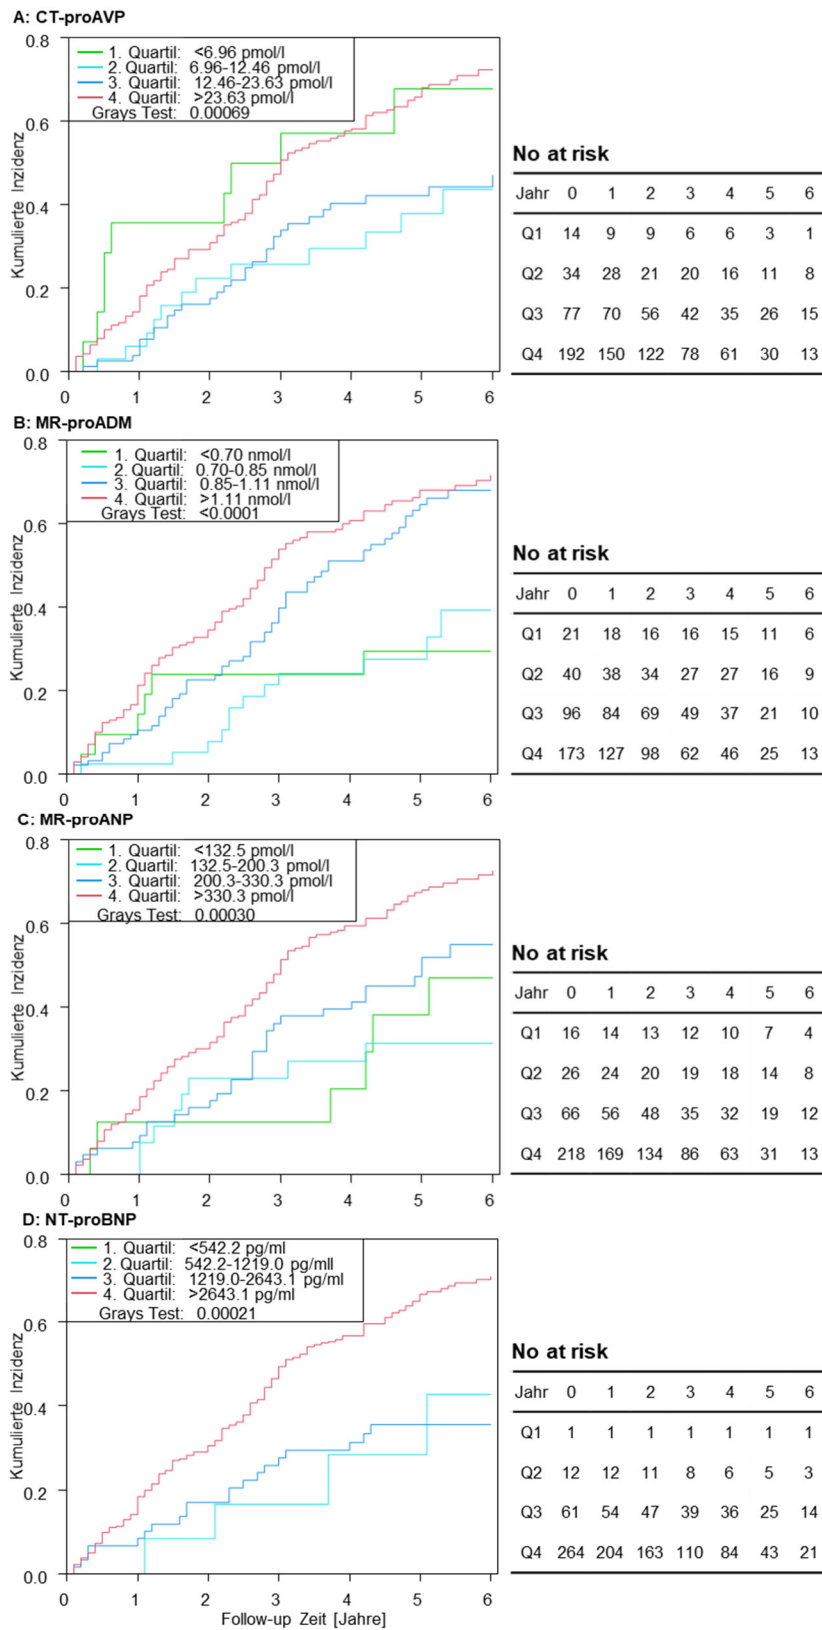 A: CT-proAVP
0.8
1. Quartil: <6.96 pmol/l
2. Quartil: 6.96-12.46 pmol/l
3. Quartil: 12.46-23.63 pmol/l
4. Quartil: >23.63 pmol/l
Grays Test: 0.00069
0.6
0.4
0.2
0.0
Kumulierte Inzidenz
0 1 2 3 4 5 6
No at risk
Jahr 0 1 2 3 4 5 6
Q1 14 9 9 6 6 3 1
Q2 34 28 21 20 16 11 8
Q3 77 70 56 42 35 26 15
Q4 192 150 122 78 61 30 13
B: MR-proADM
0.8
1. Quartil: <0.70 nmol/l
2. Quartil: 0.70-0.85 nmol/l
3. Quartil: 0.85-1.11 nmol/l
4. Quartil: >1.11 nmol/l
Grays Test: <0.0001
0.6
0.4
0.2
0.0
Kumulierte Inzidenz
0 1 2 3 4 5 6
No at risk
Jahr 0 1 2 3 4 5 6
Q1 21 18 16 16 15 11 6
Q2 40 38 34 27 27 16 9
Q3 96 84 69 49 37 21 10
Q4 173 127 98 62 46 25 13
C: MR-proANP
0.8
1. Quartil: <132.5 pmol/l
2. Quartil: 132.5-200.3 pmol/l
3. Quartil: 200.3-330.3 pmol/l
4. Quartil: >330.3 pmol/l
Grays Test: 0.00030
0.6
0.4
0.2
0.0
Kumulierte Inzidenz
0 1 2 3 4 5 6
No at risk
Jahr 0 1 2 3 4 5 6
Q1 16 14 13 12 10 7 4
Q2 26 24 20 19 18 14 8
Q3 66 56 48 35 32 19 12
Q4 218 169 134 86 63 31 13
D: NT-proBNP
0.8
1. Quartil: <542.2 pg/ml
2. Quartil: 542.2-1219.0 pg/mll
3. Quartil: 1219.0-2643.1 pg/ml
4. Quartil: >2643.1 pg/ml
Grays Test: 0.00021
0.6
0.4
0.2
0.0
Kumulierte Inzidenz
0 1 2 3 4 5 6
Follow-up Zeit [Jahre]
No at risk
Jahr 0 1 2 3 4 5 6
Q1 1 1 1 1 1 1 1
Q2 12 12 11 8 6 5 3
Q3 61 54 47 39 36 25 14
Q4 264 204 163 110 84 43 21